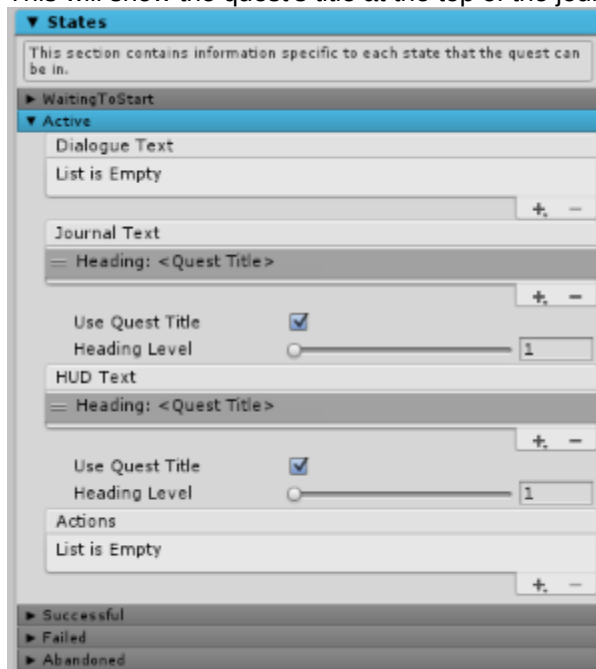 This will show the quest's title at the top of the jou
▼ States
This section contains information specific to each state that the quest can
be in.
► WaitingToStart
▼ Active
Dialogue Text
List is Empty
+ −
Journal Text
= Heading: <Quest Title>
+ −
Use Quest Title
Heading Level 1
HUD Text
= Heading: <Quest Title>
+ −
Use Quest Title
Heading Level 1
Actions
List is Empty
+ −
► Successful
► Failed
► Abandoned